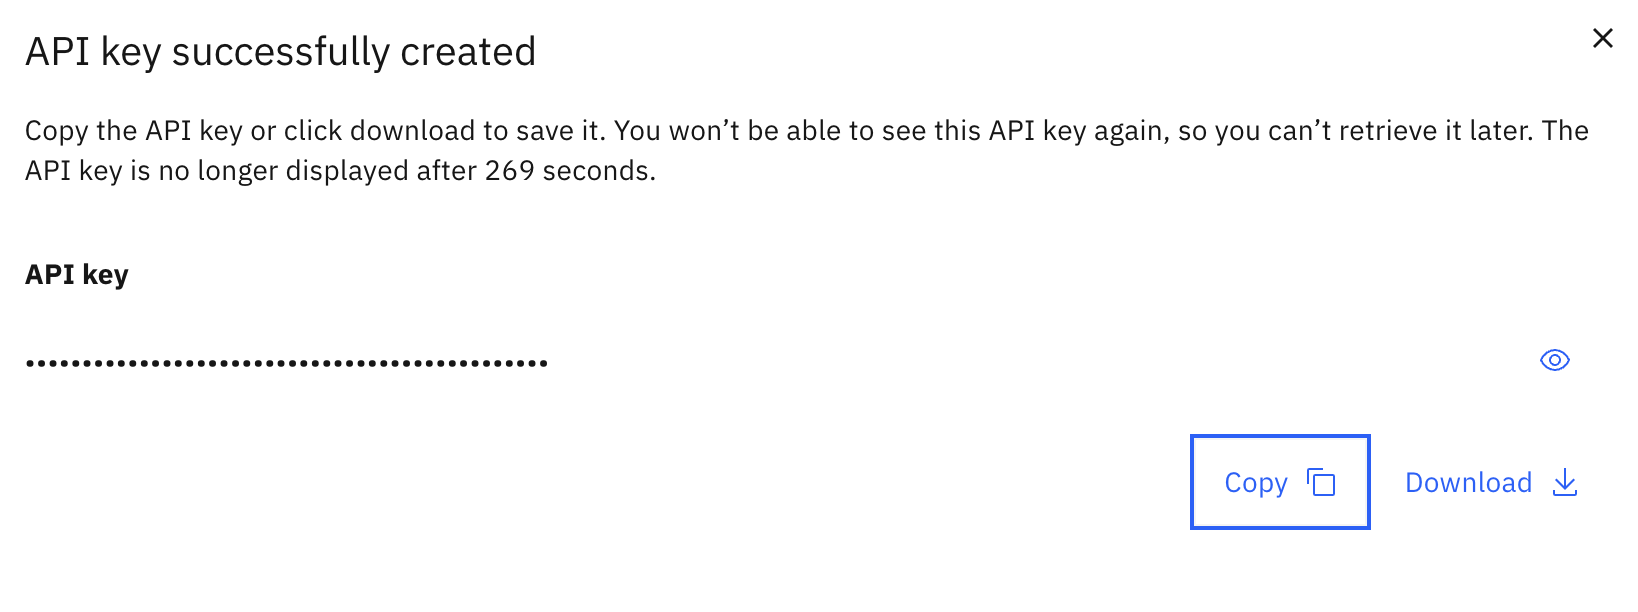 API key successfully created
Copy the API key or click download to save it. You won’t be able to see this API key again, so you can’t retrieve it later. The
API key is no longer displayed after 269 seconds.
API key
••••••••••••••••••••••••••••••••••••••••••••••
Copy
Download